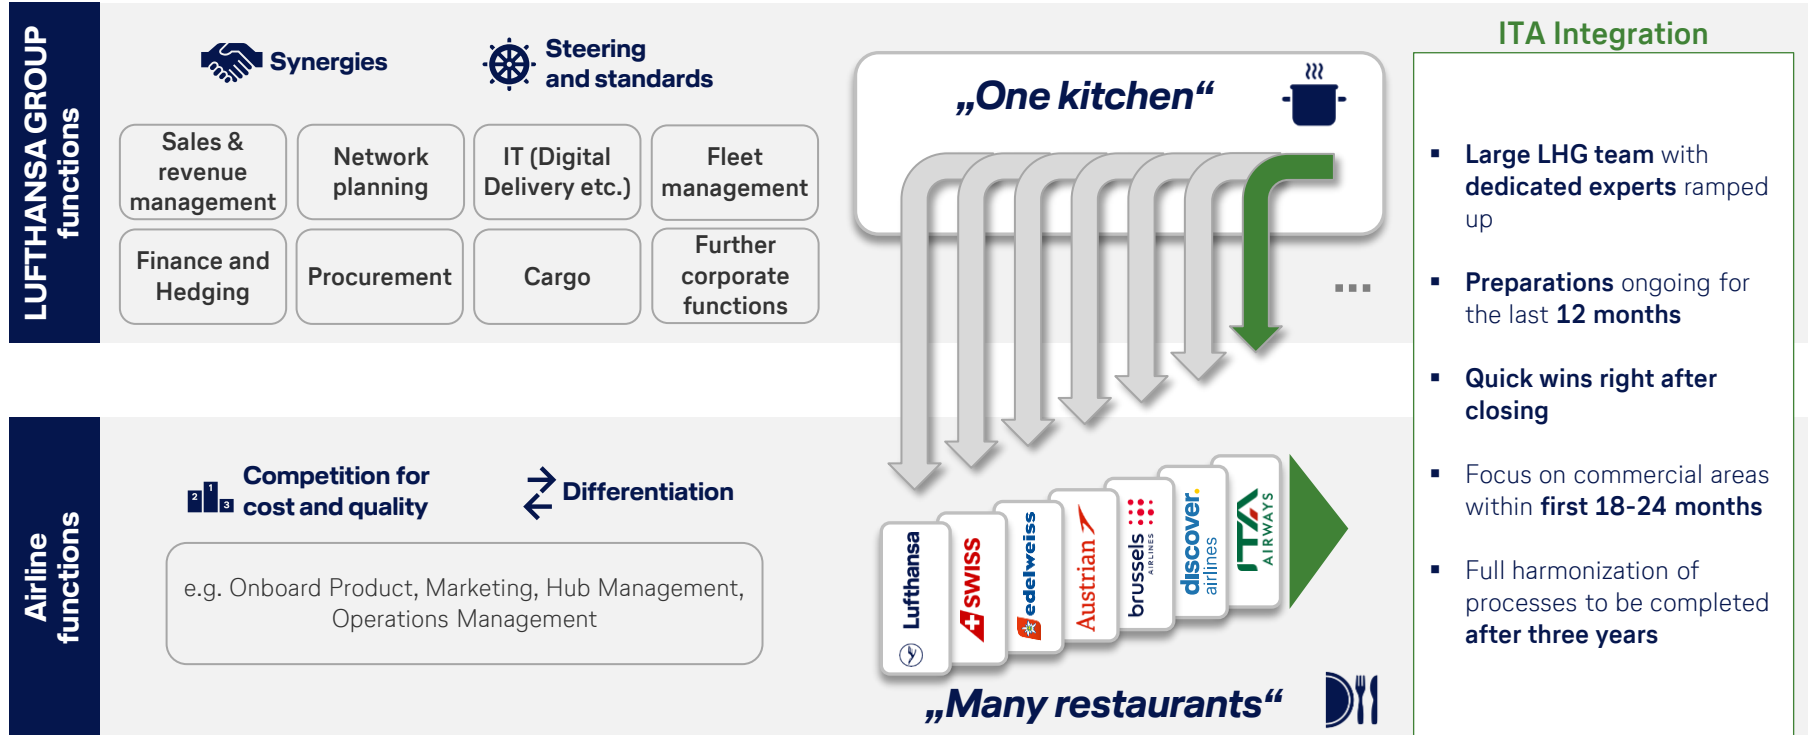 LUFTHANSA GROUP
functions
Synergies
Steering
and standards
Sales &
revenue
management
Network
planning
IT (Digital
Delivery etc.)
Fleet
management
Finance and
Hedging
Procurement
Cargo
Further
corporate
functions
„One kitchen“
...
Airline
functions
2 1 3
Competition for
cost and quality
Differentiation
e.g. Onboard Product, Marketing, Hub Management,
Operations Management
Lufthansa
SWISS
edelweiss
Austrian
brussels
AIRLINES
discover.
airlines
ITA
AIRWAYS
„Many restaurants“
ITA Integration
▪ Large LHG team with
dedicated experts ramped
up
▪ Preparations ongoing for
the last 12 months
▪ Quick wins right after
closing
▪ Focus on commercial areas
within first 18-24 months
▪ Full harmonization of
processes to be completed
after three years